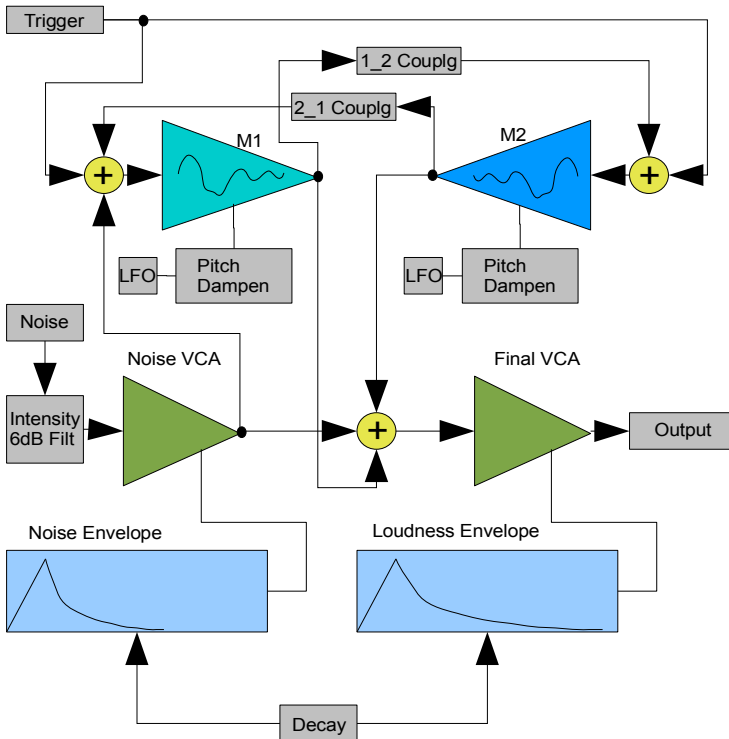 Trigger
1_2 Couplg
2_1 Couplg
M1
M2
+
+
LFO
Pitch
Dampen
LFO
Pitch
Dampen
Noise
Noise VCA
Final VCA
Intensity
6dB Filt
+
Output
Noise Envelope
Loudness Envelope
Decay